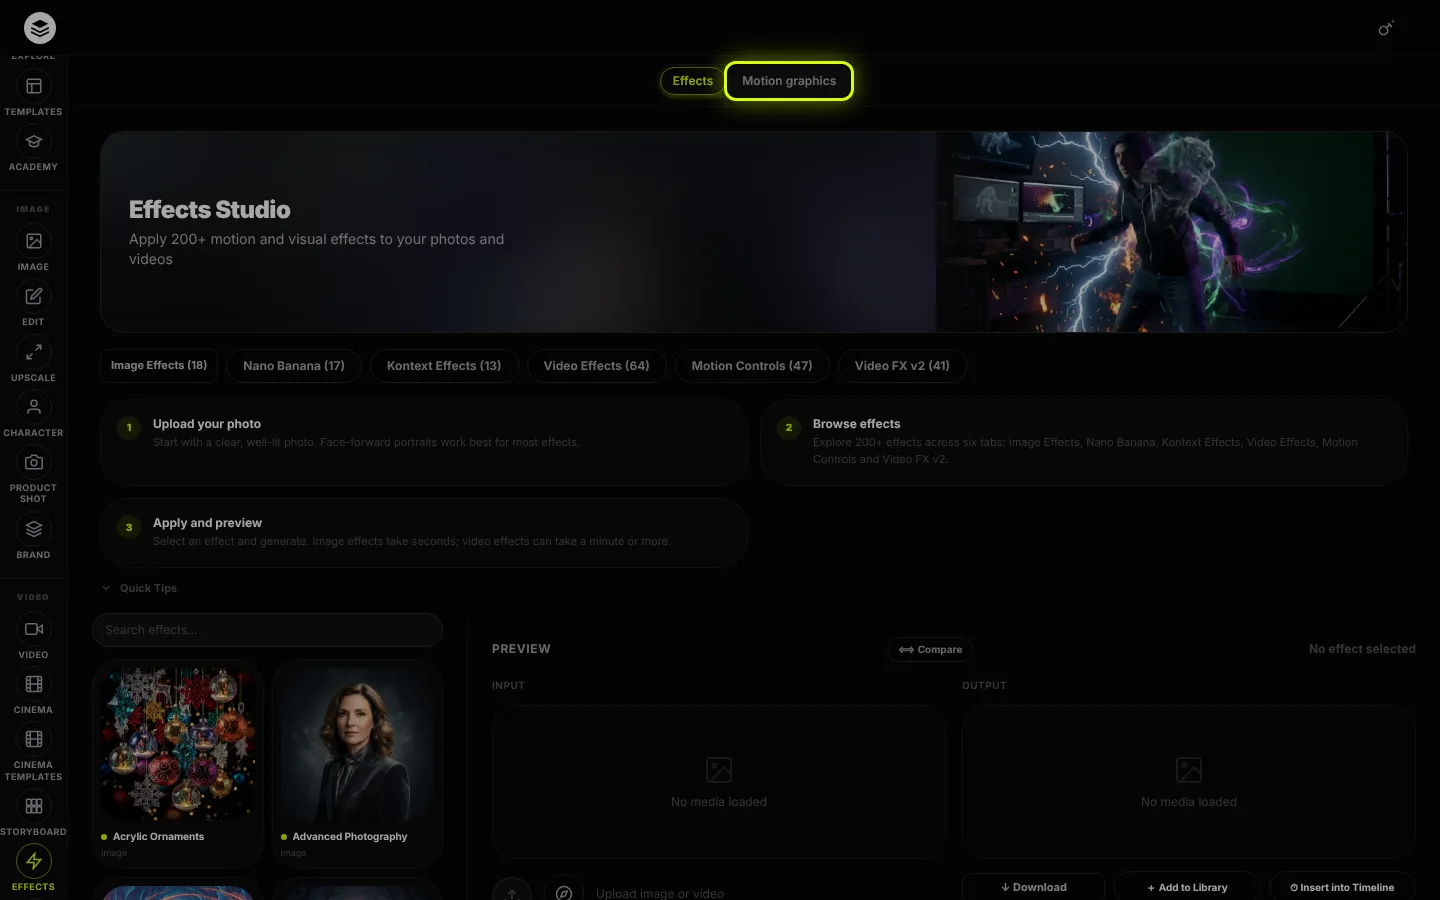 EXPLORE
TEMPLATES
ACADEMY
IMAGE
IMAGE
EDIT
UPSCALE
CHARACTER
PRODUCT
SHOT
BRAND
VIDEO
VIDEO
CINEMA
CINEMA
TEMPLATES
STORYBOARD
EFFECTS
Effects
Motion graphics
Effects Studio
Apply 200+ motion and visual effects to your photos and
videos
Image Effects (18)
Nano Banana (17)
Kontext Effects (13)
Video Effects (64)
Motion Controls (47)
Video FX v2 (41)
1
Upload your photo
Start with a clear, well-lit photo. Face-forward portraits work best for most effects.
2
Browse effects
Explore 200+ effects across six tabs: Image Effects, Nano Banana, Kontext Effects, Video Effects, Motion
Controls and Video FX v2.
3
Apply and preview
Select an effect and generate. Image effects take seconds; video effects can take a minute or more.
Quick Tips
Search effects...
Acrylic Ornaments
Image
Advanced Photography
Image
PREVIEW
Compare
No effect selected
INPUT
No media loaded
OUTPUT
No media loaded
Upload image or video
Download
+ Add to Library
Insert into Timeline